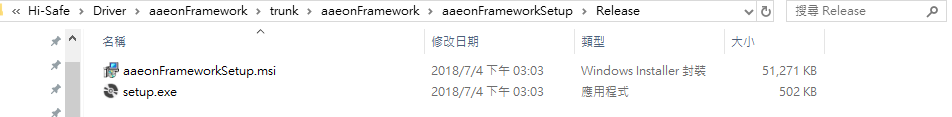 « Hi-Safe > Driver > aaeonFramework > trunk > aaeonFramework > aaeonFrameworkSetup > Release
搜尋 Release
名稱 修改日期 類型 大小
aaeonFrameworkSetup.msi 2018/7/4 下午 03:03 Windows Installer 封裝 51,271 KB
setup.exe 2018/7/4 下午 03:03 應用程式 502 KB